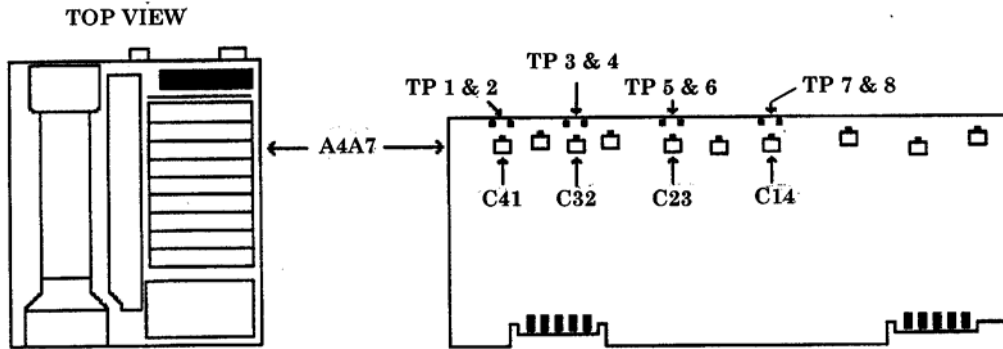 TOP VIEW
TP 3 & 4
TP 1 & 2
TP 5 & 6
TP 7 & 8
A4A7
C41
C32
C23
C14